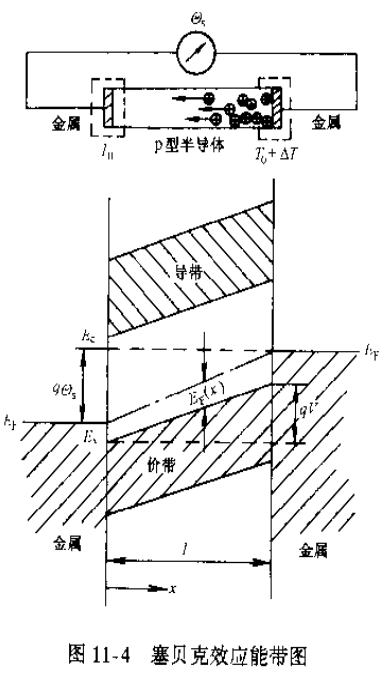 Θs
金属
金属
p型半导体
T0+ΔT
导带
Ec
qΘs
EF(x)
EF
qV
EF
Ev
价带
金属
金属
l
x
图 11-4 塞贝克效应能带图